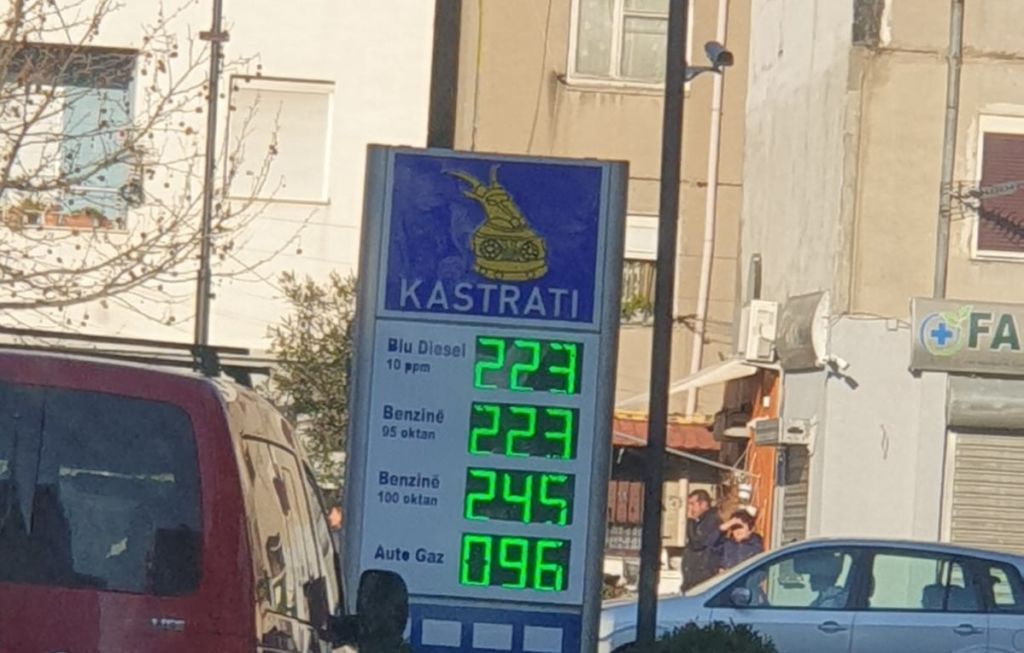 KASTRATI
Blu Diesel 223
10 ppm
Benzinë 223
95 oktan
Benzinë 245
100 oktan
Auto Gaz 096
FA